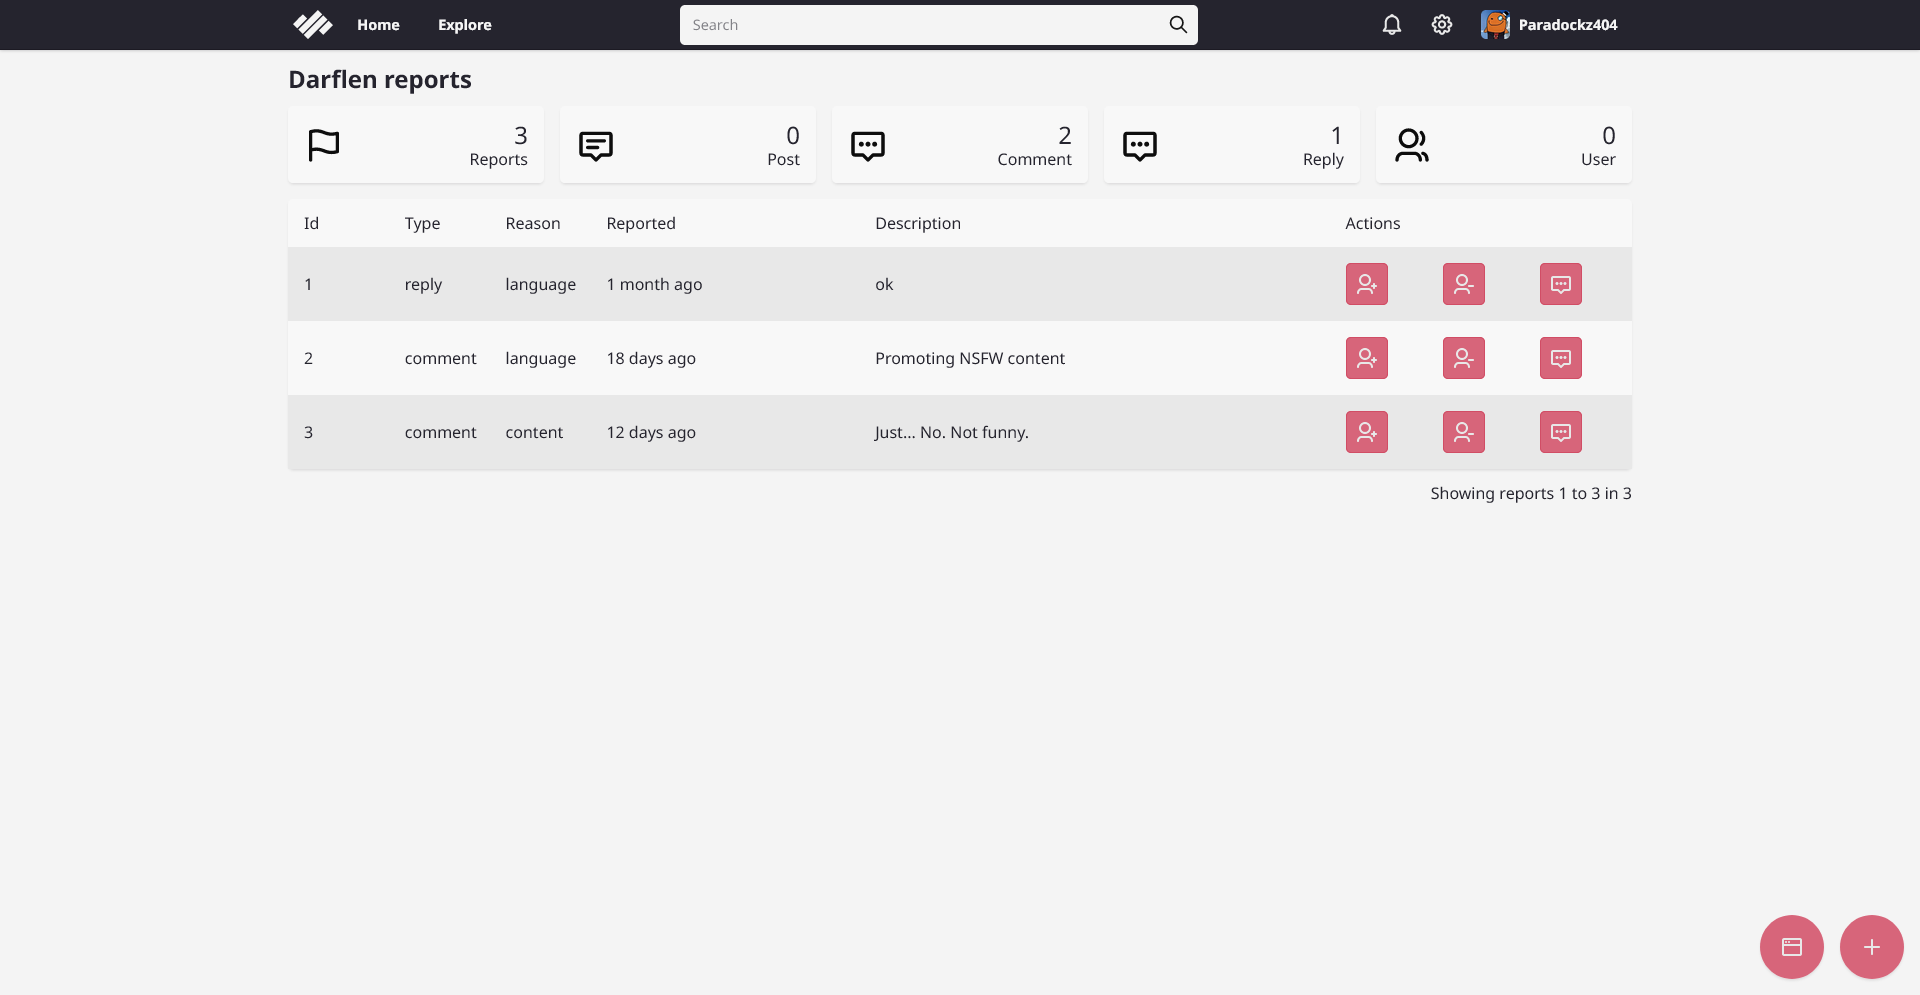 Home Explore Search Paradockz404
Darflen reports
3 0 2 1 0
Reports Post Comment Reply User
Id Type Reason Reported Description Actions
1 reply language 1 month ago ok
2 comment language 18 days ago Promoting NSFW content
3 comment content 12 days ago Just... No. Not funny.
Showing reports 1 to 3 in 3